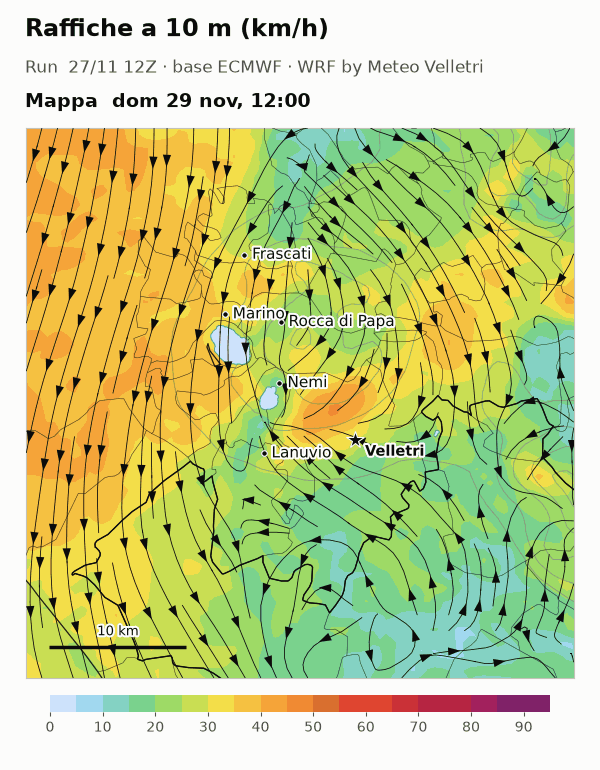 Raffiche a 10 m (km/h)
Run 27/11 12Z · base ECMWF · WRF by Meteo Velletri
Mappa dom 29 nov, 12:00
Frascati
Marino
Rocca di Papa
Nemi
Velletri
Lanuvio
10 km
0 10 20 30 40 50 60 70 80 90